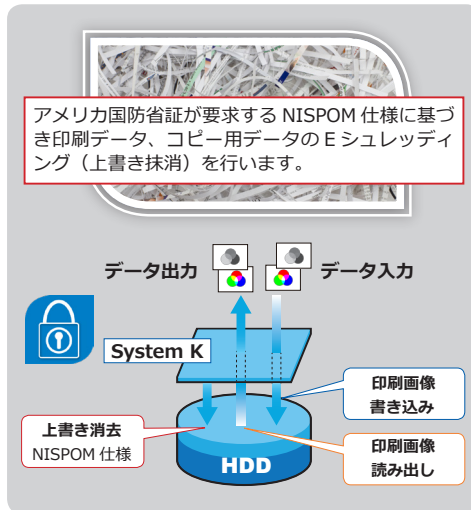 アメリカ国防省証が要求する NISPOM 仕様に基づ
き印刷データ、コピー用データの E シュレッディ
ング（上書き抹消）を行います。
データ出力
データ入力
System K
印刷画像
書き込み
上書き消去
NISPOM 仕様
HDD
印刷画像
読み出し